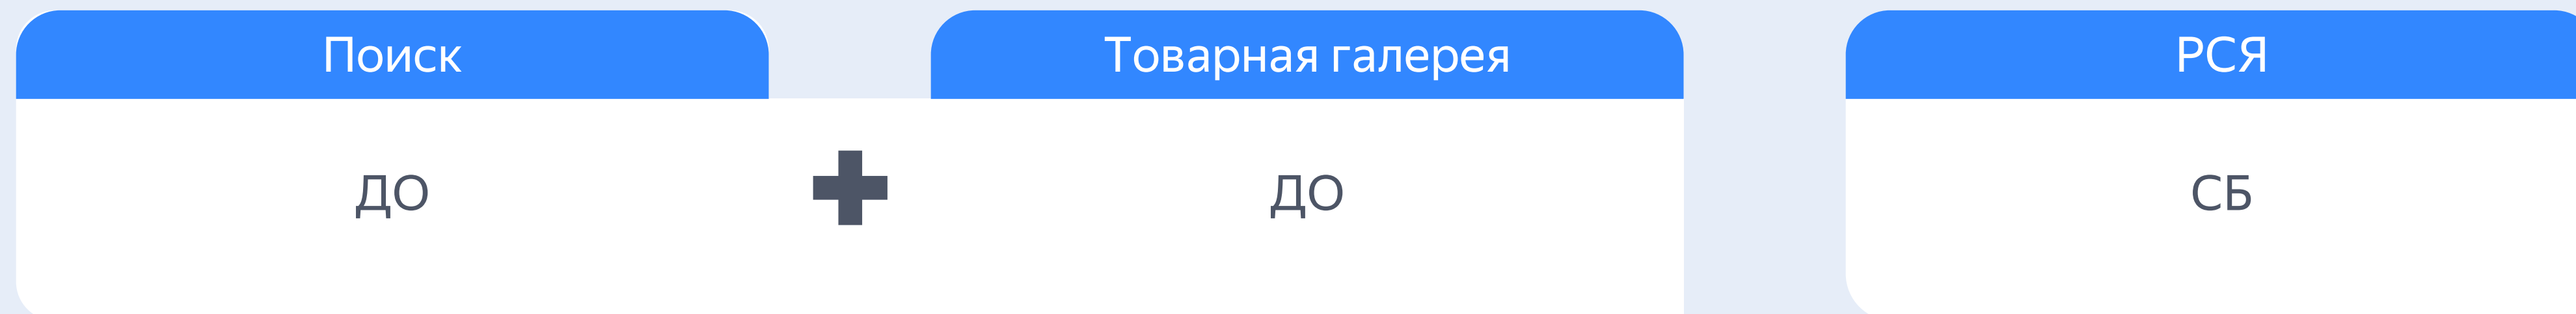 Поиск
Товарная галерея
РСЯ
ДО
ДО
СБ